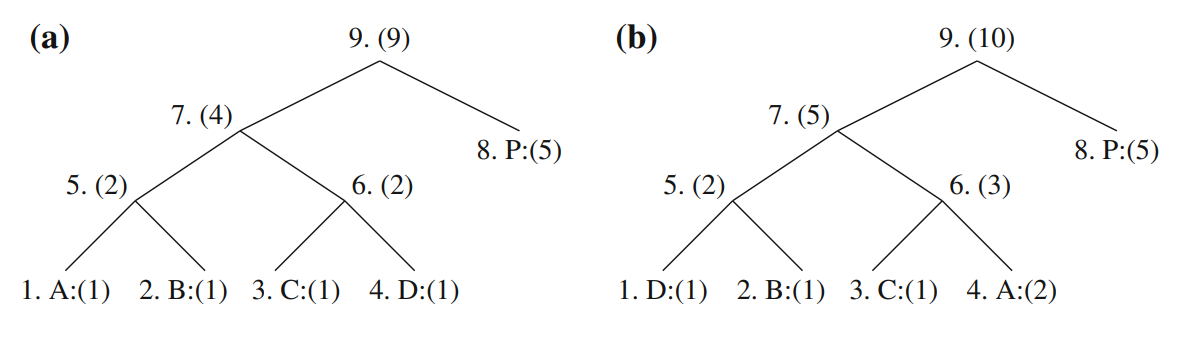 (a)
9. (9)
7. (4)
8. P:(5)
5. (2)
6. (2)
1. A:(1) 2. B:(1) 3. C:(1) 4. D:(1)
(b)
9. (10)
7. (5)
8. P:(5)
5. (2)
6. (3)
1. D:(1) 2. B:(1) 3. C:(1) 4. A:(2)